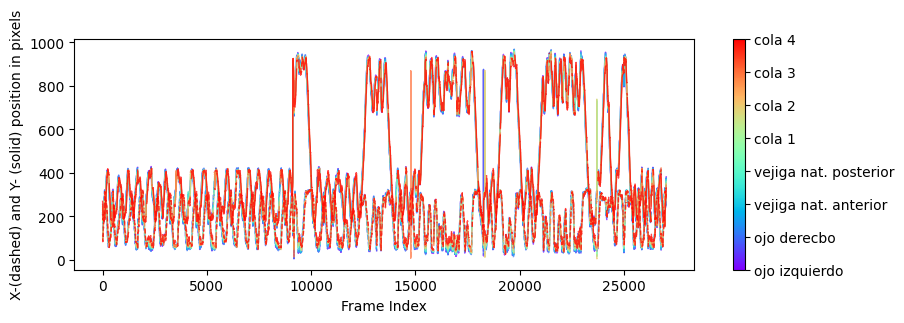 X-(dashed) and Y- (solid) position in pixels
1000
800
600
400
200
0
0 5000 10000 15000 20000 25000
Frame Index
cola 4
cola 3
cola 2
cola 1
vejiga nat. posterior
vejiga nat. anterior
ojo derecbo
ojo izquierdo